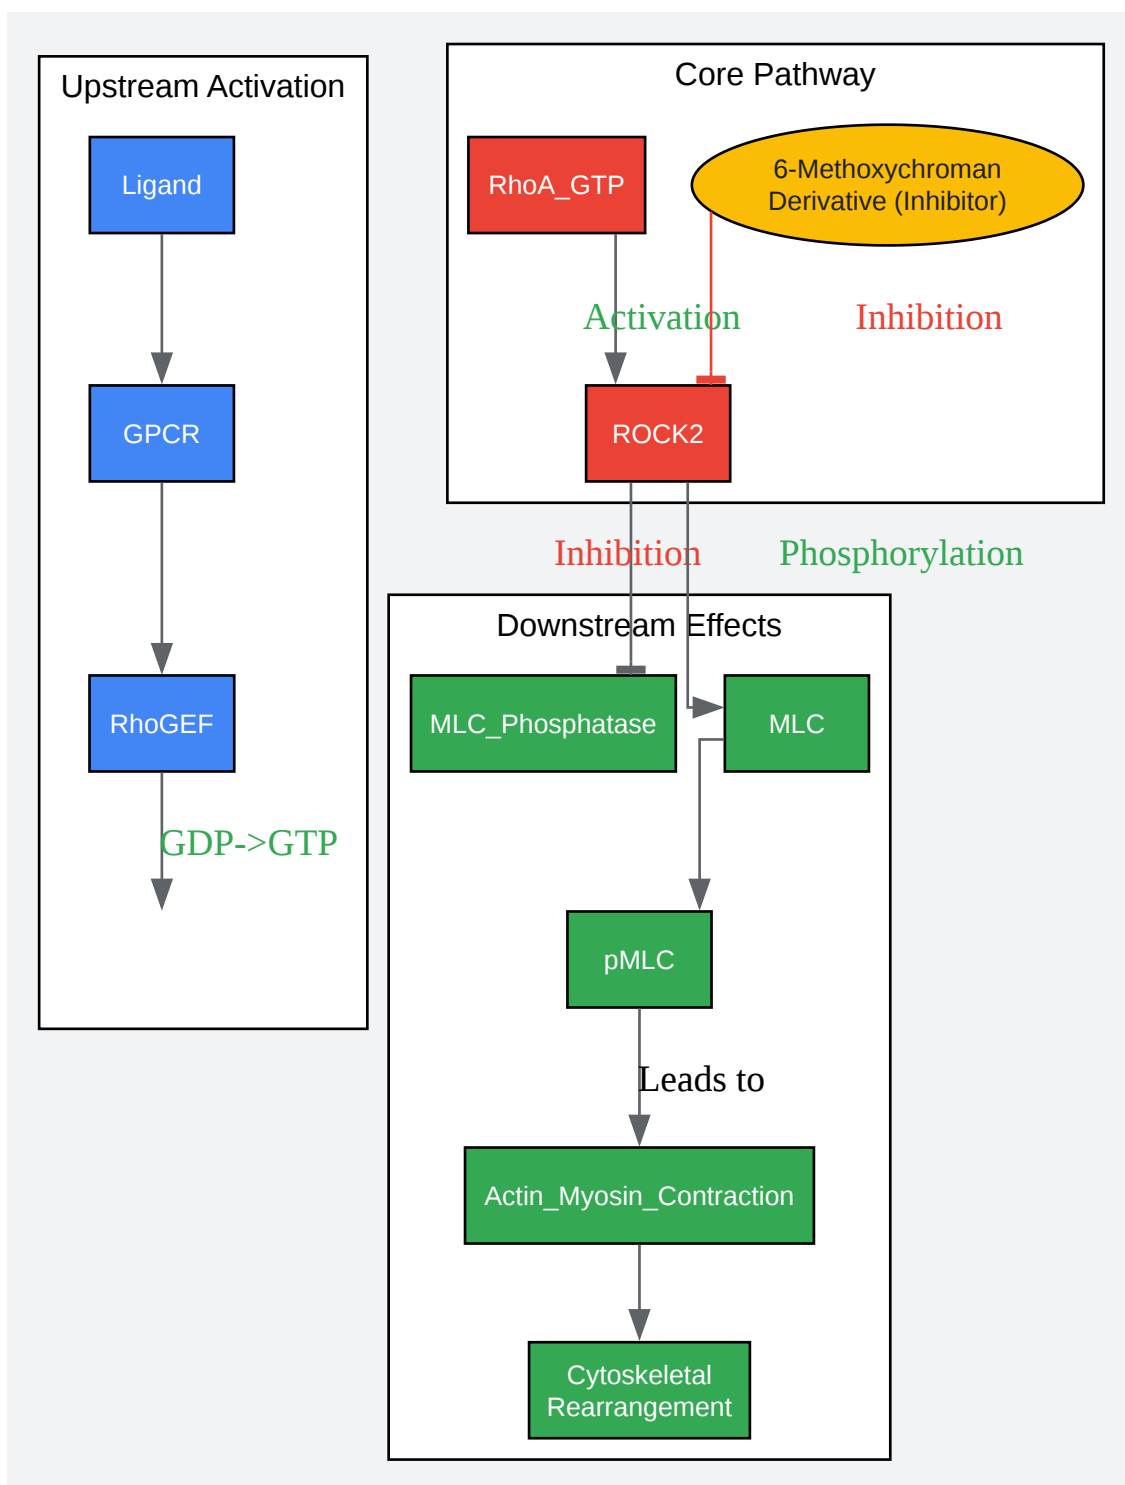 Upstream Activation
Ligand
GPCR
RhoGEF
GDP->GTP
Core Pathway
RhoA_GTP
6-Methoxychroman
Derivative (Inhibitor)
Activation
Inhibition
ROCK2
Inhibition
Phosphorylation
Downstream Effects
MLC_Phosphatase
MLC
pMLC
Leads to
Actin_Myosin_Contraction
Cytoskeletal
Rearrangement